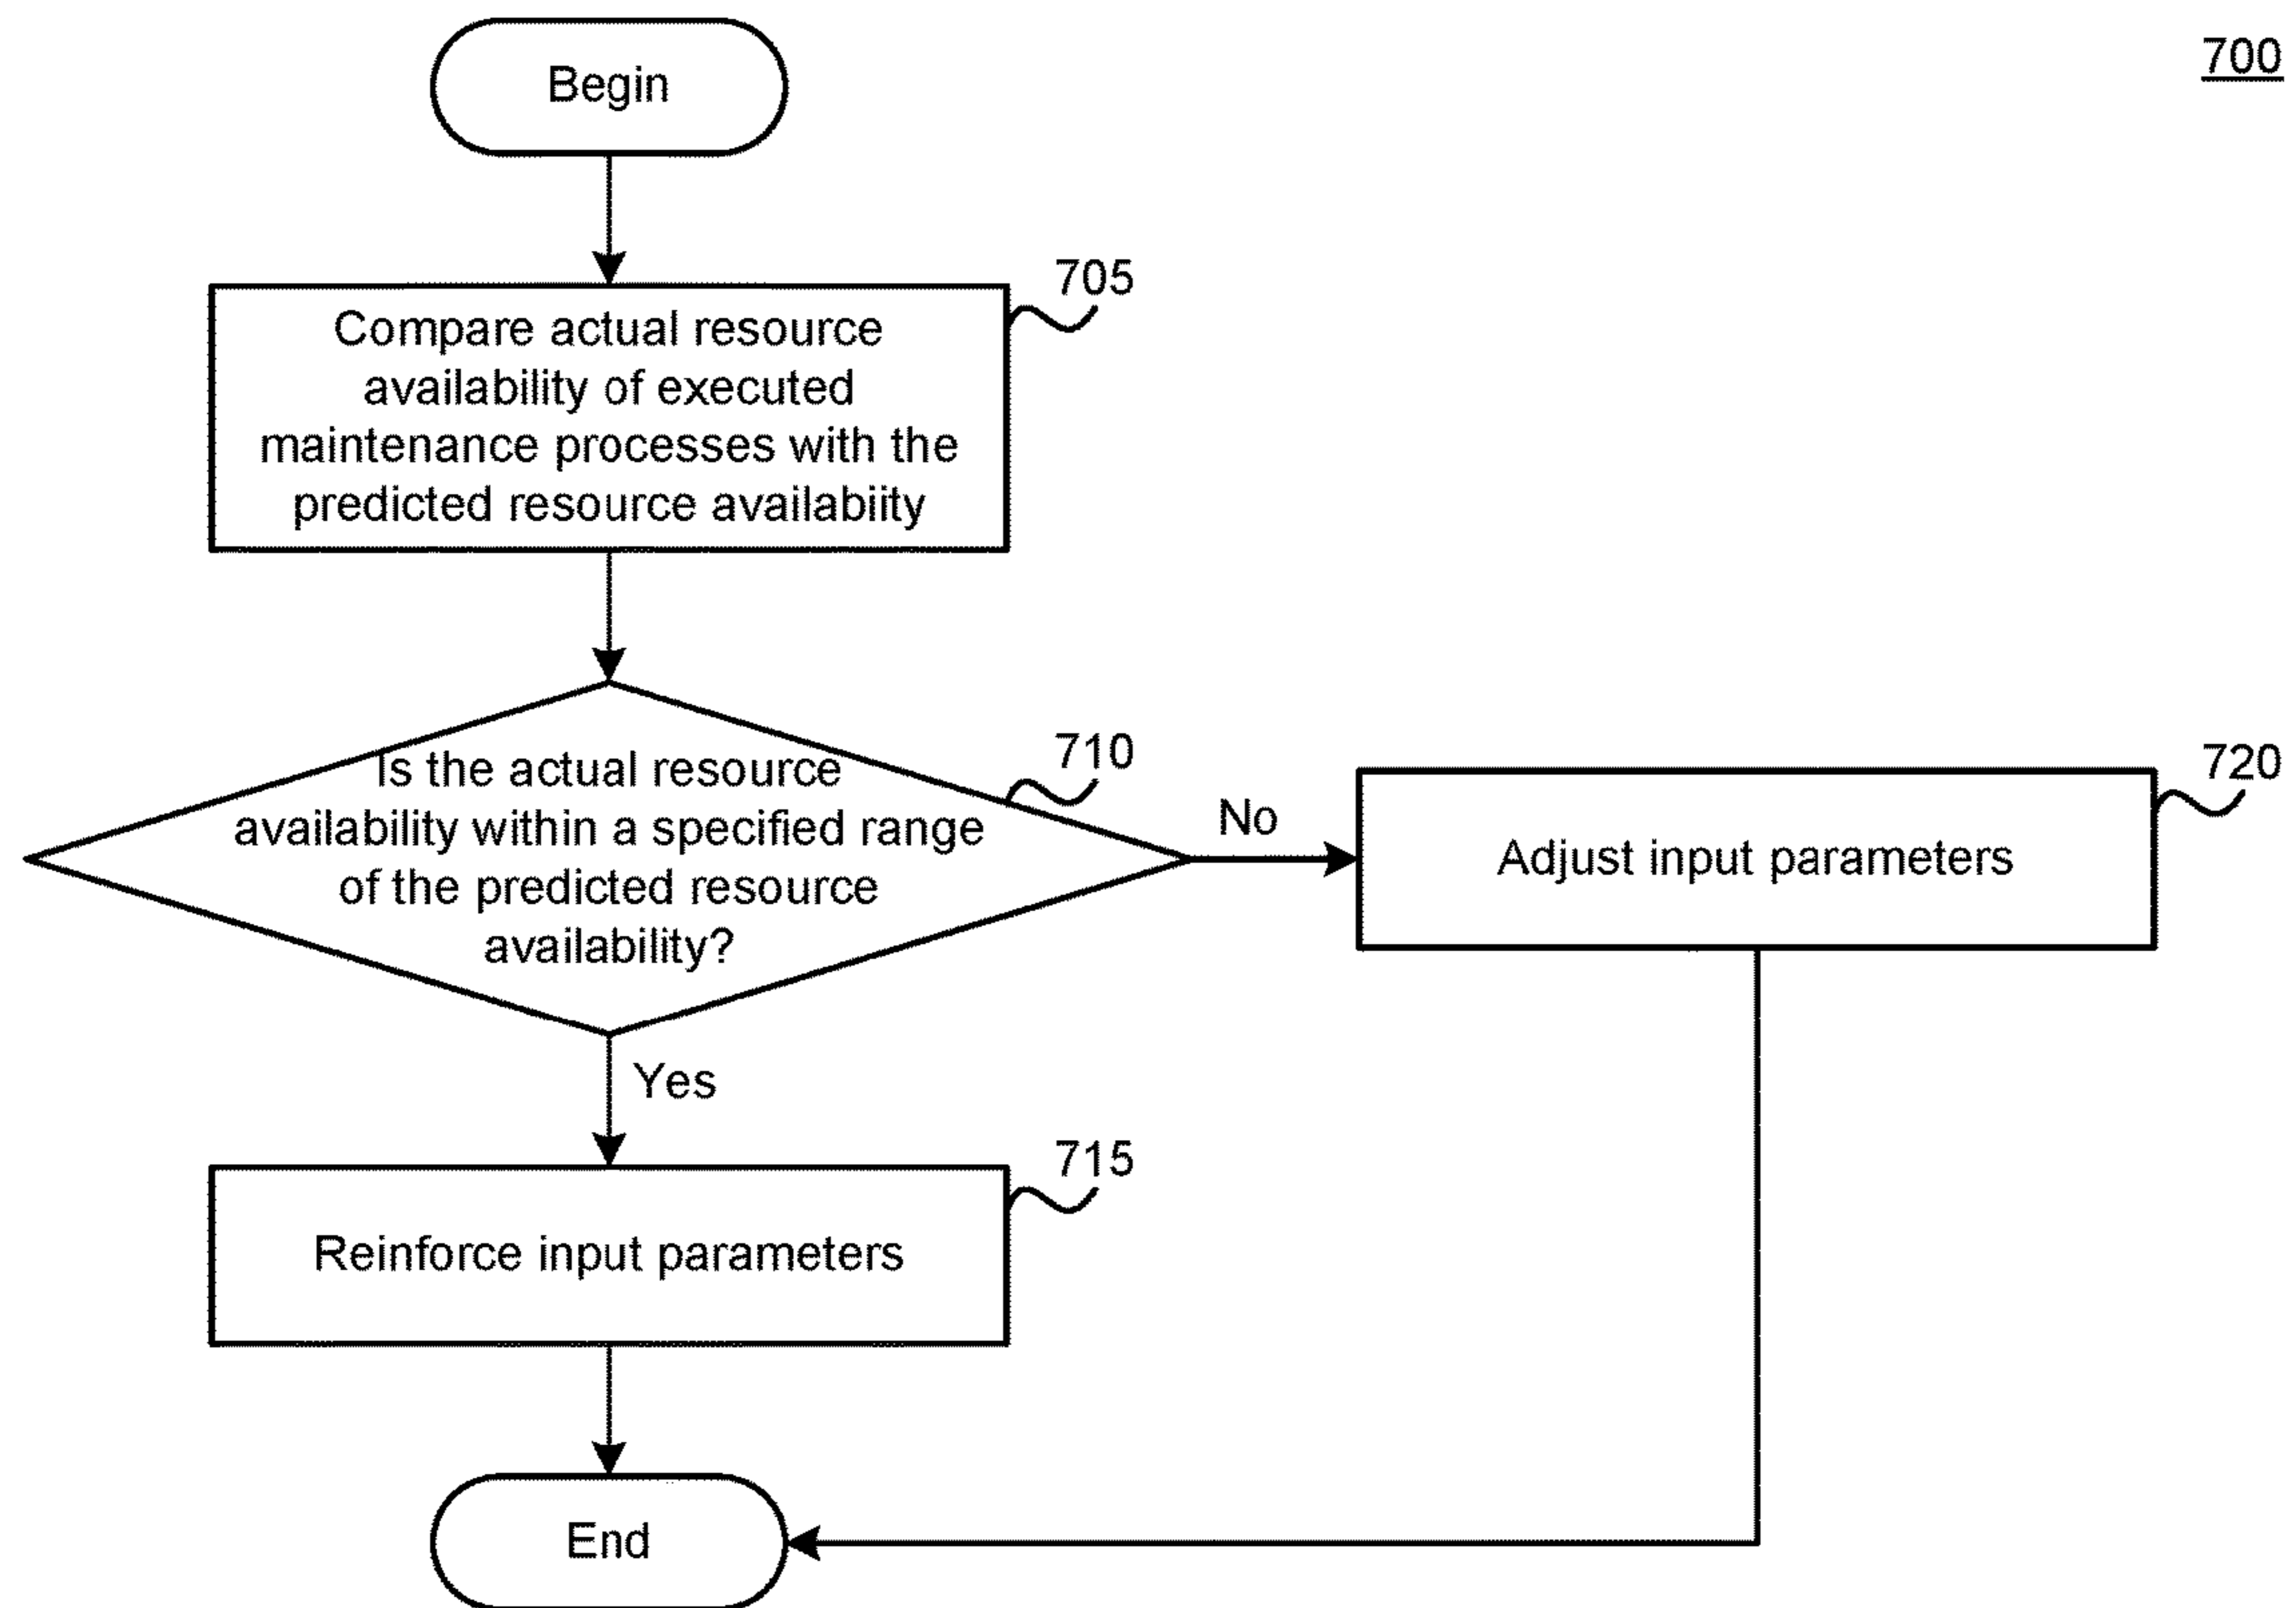 700
Begin
705
Compare actual resource
availability of executed
maintenance processes with the
predicted resource availabiity
710
Is the actual resource
availability within a specified range
of the predicted resource
availability?
No
720
Adjust input parameters
Yes
715
Reinforce input parameters
End